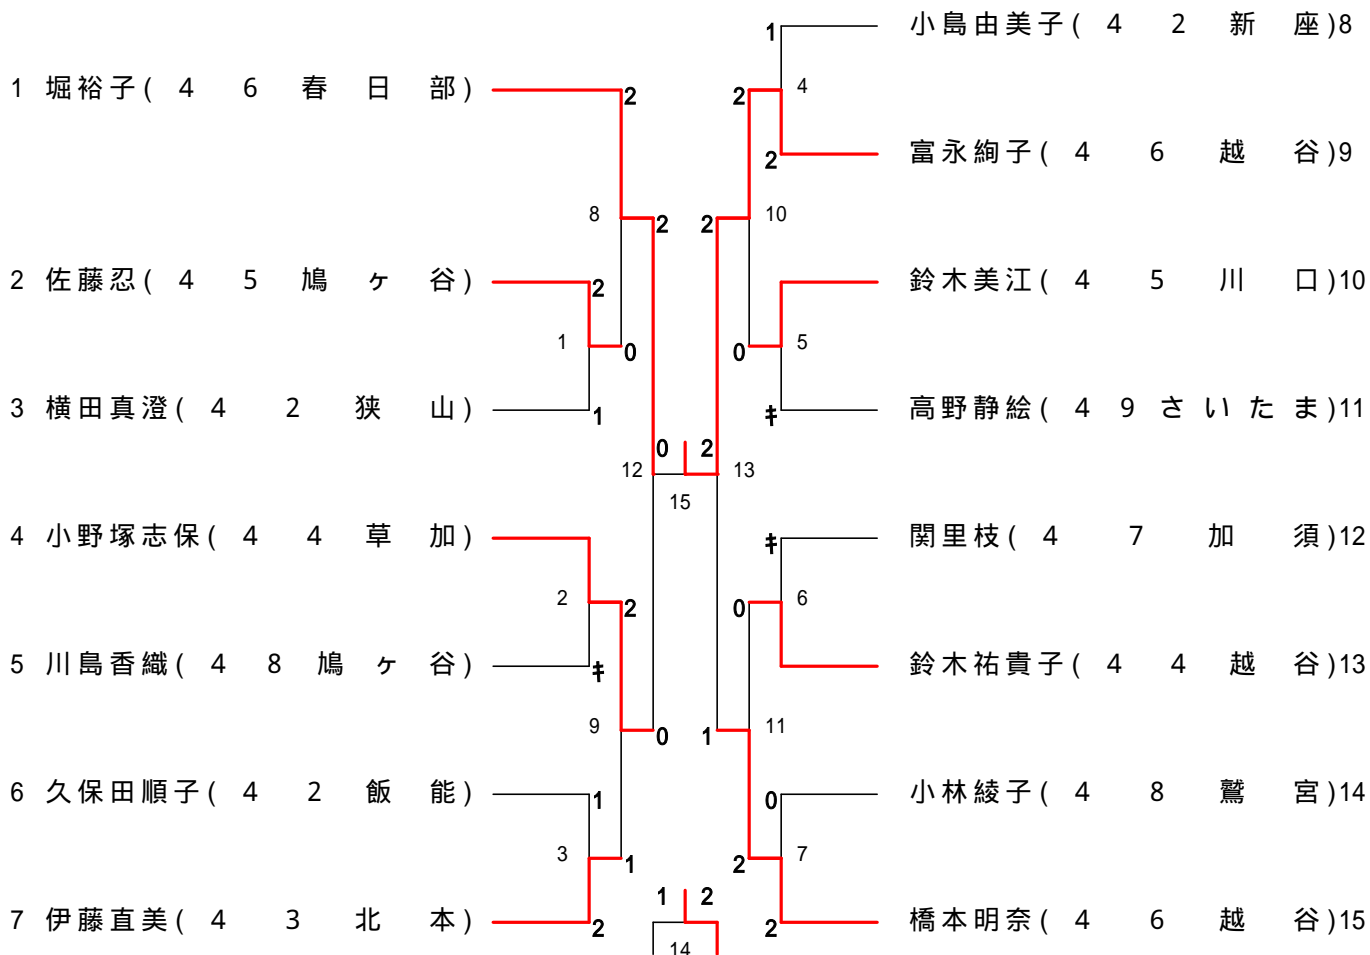 小島由美子( 4 2 新 座)8
1
1 堀裕子( 4 6 春 日 部)
2
2
4
2
富永絢子( 4 6 越 谷)9
8
2
2
10
2 佐藤忍( 4 5 鳩 ヶ 谷)
2
鈴木美江( 4 5 川 口)10
1
0
0
5
3 横田真澄( 4 2 狭 山)
1
キ
高野静絵( 4 9 さ い た ま)11
0
2
12
13
15
4 小野塚志保( 4 4 草 加)
キ
関里枝( 4 7 加 須)12
2
2
0
6
5 川島香織( 4 8 鳩 ヶ 谷)
キ
鈴木祐貴子( 4 4 越 谷)13
9
0
1
11
6 久保田順子( 4 2 飯 能)
1
0
小林綾子( 4 8 鷲 宮)14
3
1
2
7
1
2
7 伊藤直美( 4 3 北 本)
2
2
橋本明奈( 4 6 越 谷)15
14